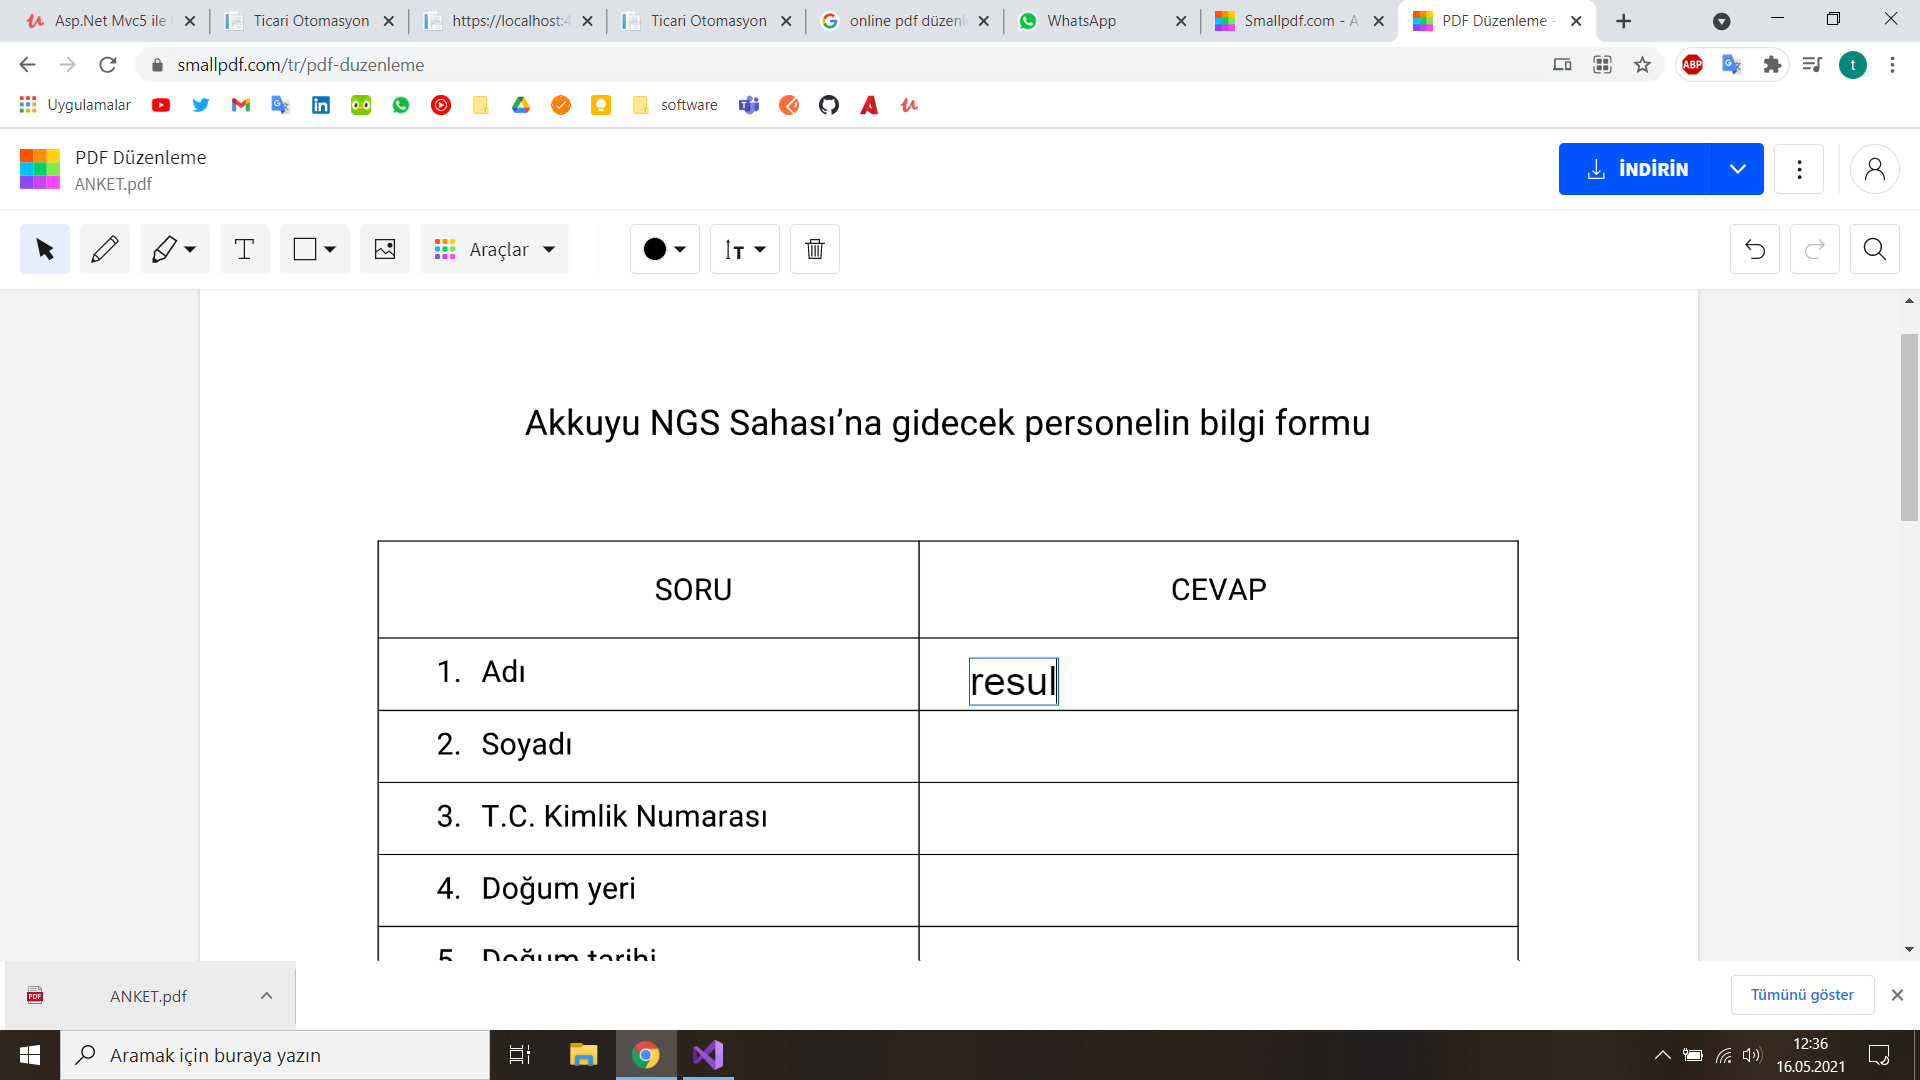 Asp.Net Mvc5 ile
Ticari Otomasyon
https://localhost:4
Ticari Otomasyon
online pdf düzenl
WhatsApp
Smallpdf.com - A
PDF Düzenleme -
smallpdf.com/tr/pdf-duzenleme
ABP
t
Uygulamalar
software
PDF Düzenleme
ANKET.pdf
İNDİRİN
Araçlar
Akkuyu NGS Sahası’na gidecek personelin bilgi formu
SORU
CEVAP
1. Adı
resul
2. Soyadı
3. T.C. Kimlik Numarası
4. Doğum yeri
5. Doğum tarihi
PDF
ANKET.pdf
Tümünü göster
Aramak için buraya yazın
12:36
16.05.2021